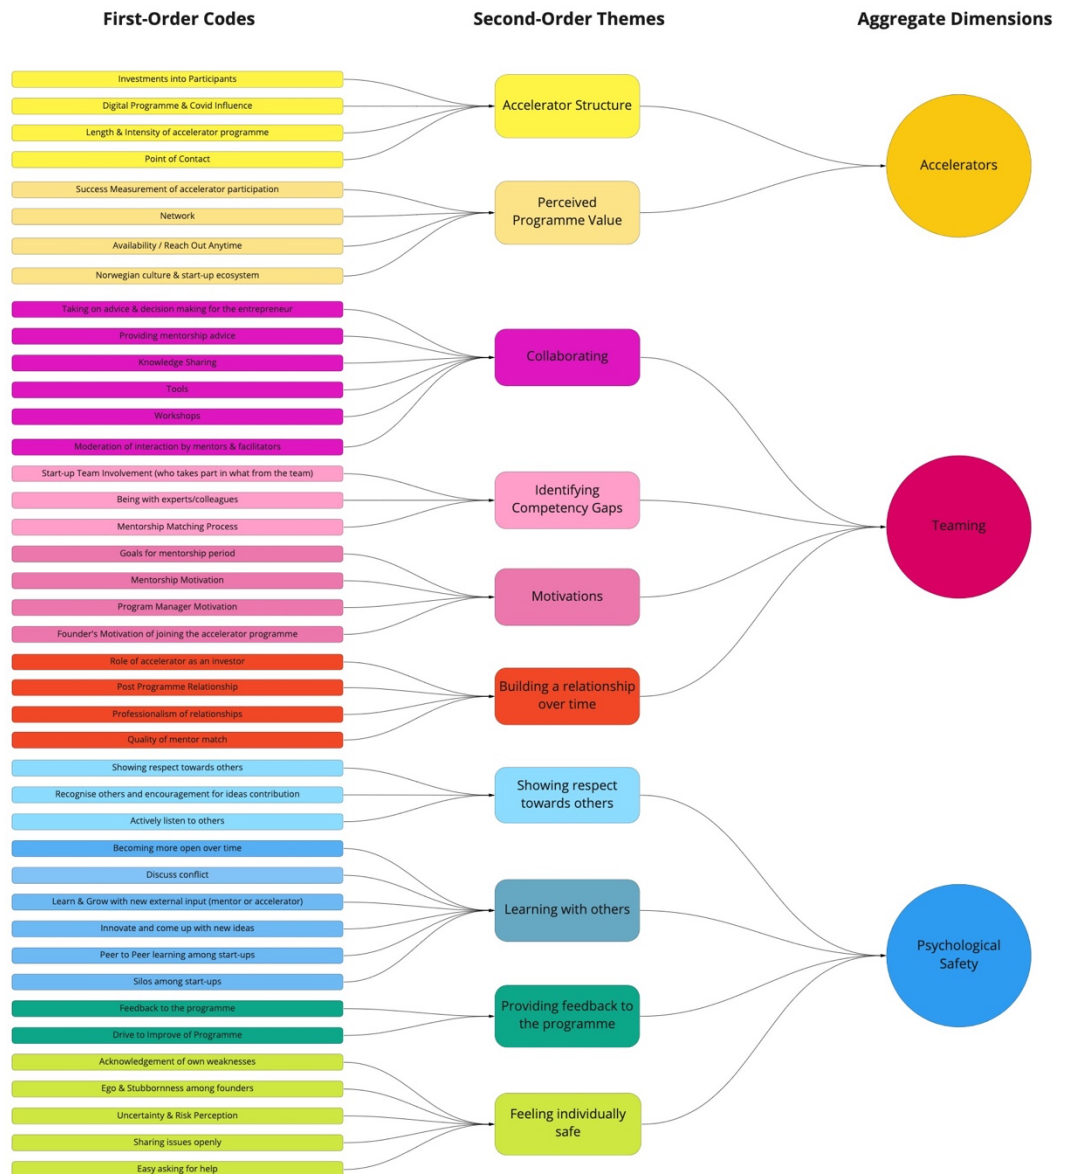 First-Order Codes
Second-Order Themes
Aggregate Dimensions
Investments into Participants
Digital Programme & Covid Influence
Length & Intensity of accelerator programme
Point of Contact
Success Measurement of accelerator participation
Network
Availability / Reach Out Anytime
Norwegian culture & start-up ecosystem
Taking on advice & decision making for the entrepreneur
Providing mentorship advice
Knowledge Sharing
Tools
Workshops
Moderation of interaction by mentors & facilitators
Start-up Team Involvement (who takes part in what from the team)
Being with experts/colleagues
Mentorship Matching Process
Goals for mentorship period
Mentorship Motivation
Program Manager Motivation
Founder's Motivation of joining the accelerator programme
Role of accelerator as an investor
Post Programme Relationship
Professionalism of relationships
Quality of mentor match
Showing respect towards others
Recognise others and encouragement for ideas contribution
Actively listen to others
Becoming more open over time
Discuss conflict
Learn & Grow with new external input (mentor or accelerator)
Innovate and come up with new ideas
Peer to Peer learning among start-ups
Silos among start-ups
Feedback to the programme
Drive to Improve of Programme
Acknowledgement of own weaknesses
Ego & Stubbornness among founders
Uncertainty & Risk Perception
Sharing issues openly
Easy asking for help
Accelerator Structure
Perceived
Programme Value
Collaborating
Identifying
Competency Gaps
Motivations
Building a relationship
over time
Showing respect
towards others
Learning with others
Providing feedback to
the programme
Feeling individually
safe
Accelerators
Teaming
Psychological
Safety